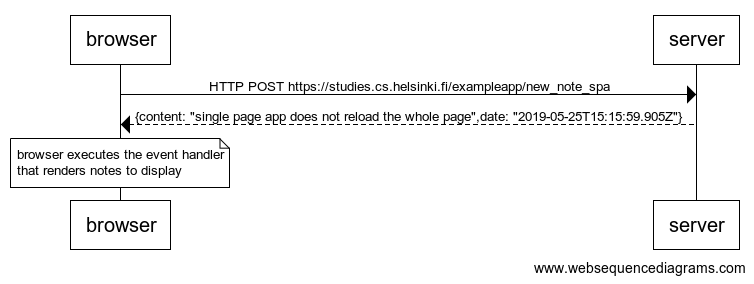 browser
server
HTTP POST https://studies.cs.helsinki.fi/exampleapp/new_note_spa
{content: "single page app does not reload the whole page",date: "2019-05-25T15:15:59.905Z"}
browser executes the event handler
that renders notes to display
browser
server
www.websequencediagrams.com